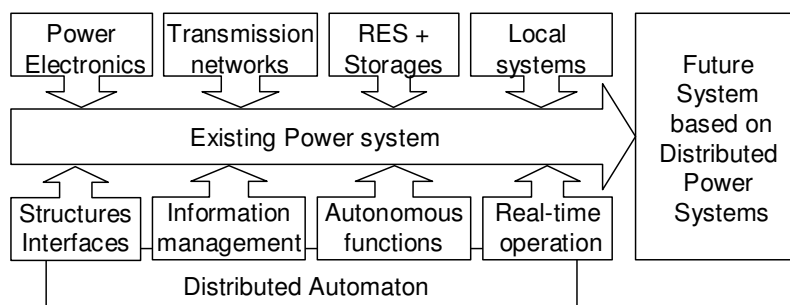 Power
Electronics
Transmission
networks
RES +
Storages
Local
systems
Existing Power system
Future
System
based on
Distributed
Power
Systems
Structures
Interfaces
Information
management
Autonomous
functions
Real-time
operation
Distributed Automaton